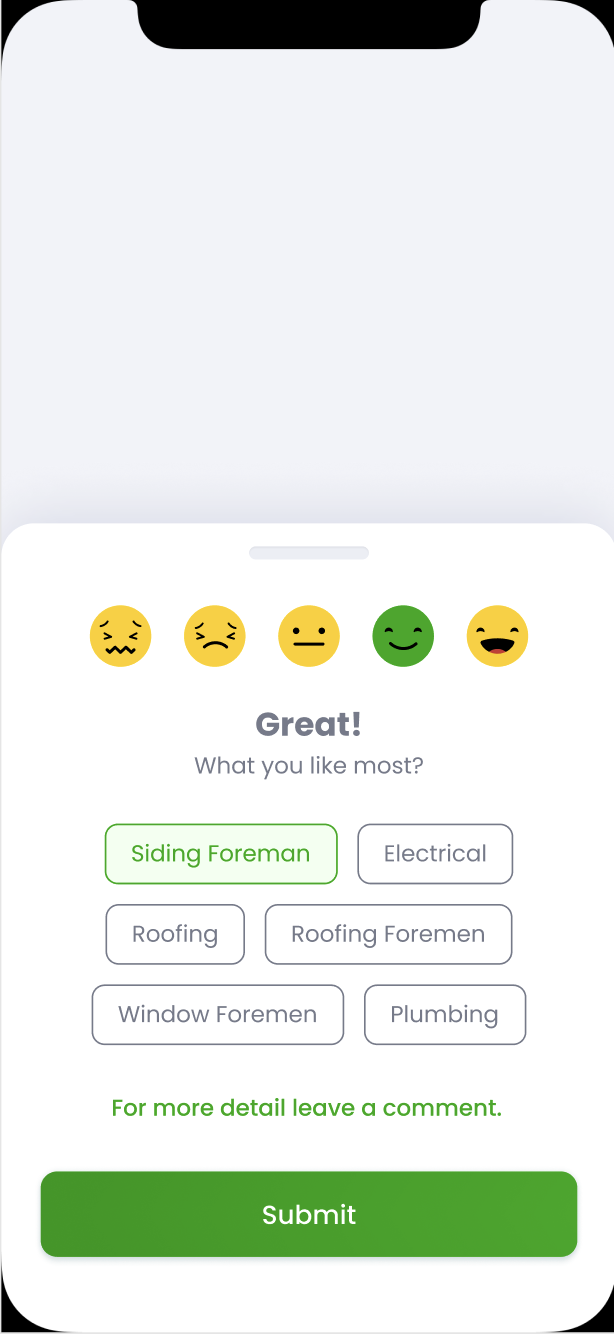 Great!
What you like most?
Siding Foreman Electrical
Roofing Roofing Foremen
Window Foremen Plumbing
For more detail leave a comment.
Submit